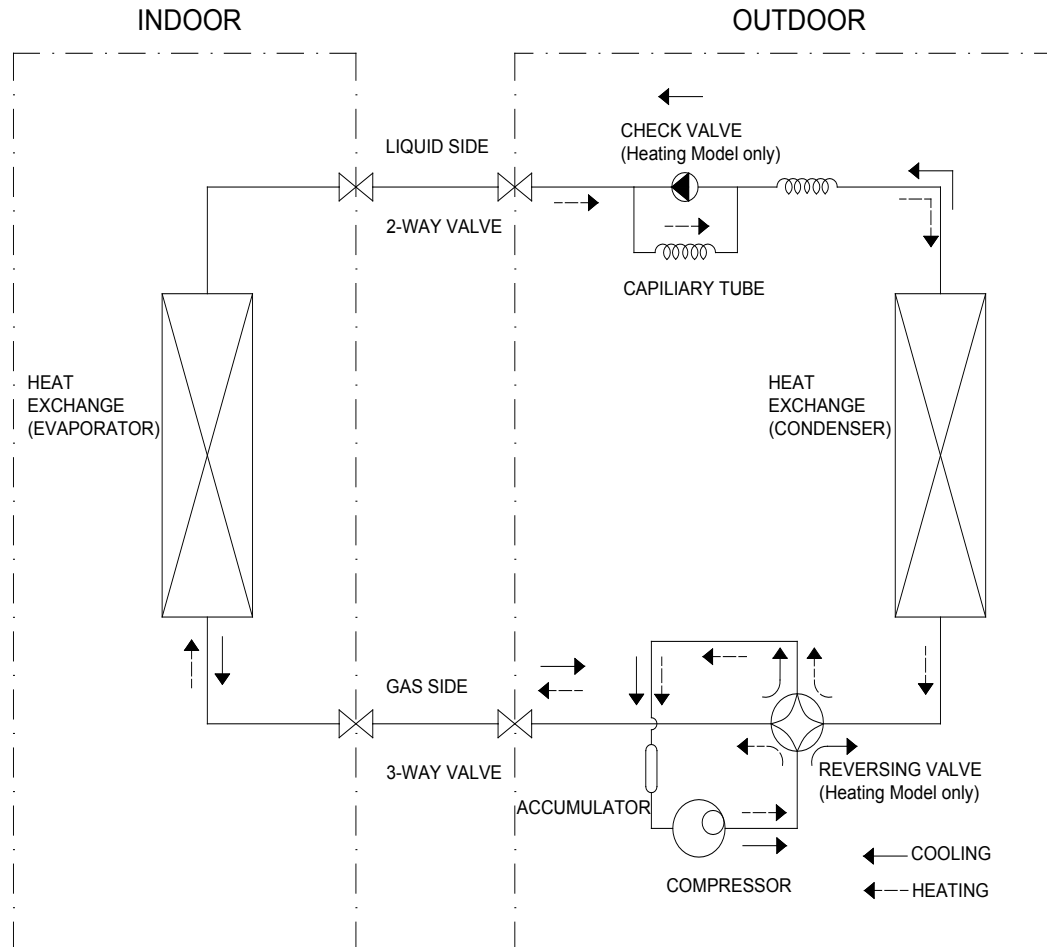 INDOOR
OUTDOOR
LIQUID SIDE
2-WAY VALVE
CHECK VALVE
(Heating Model only)
CAPILIARY TUBE
HEAT
EXCHANGE
(EVAPORATOR)
HEAT
EXCHANGE
(CONDENSER)
GAS SIDE
3-WAY VALVE
ACCUMULATOR
REVERSING VALVE
(Heating Model only)
COMPRESSOR
COOLING
HEATING